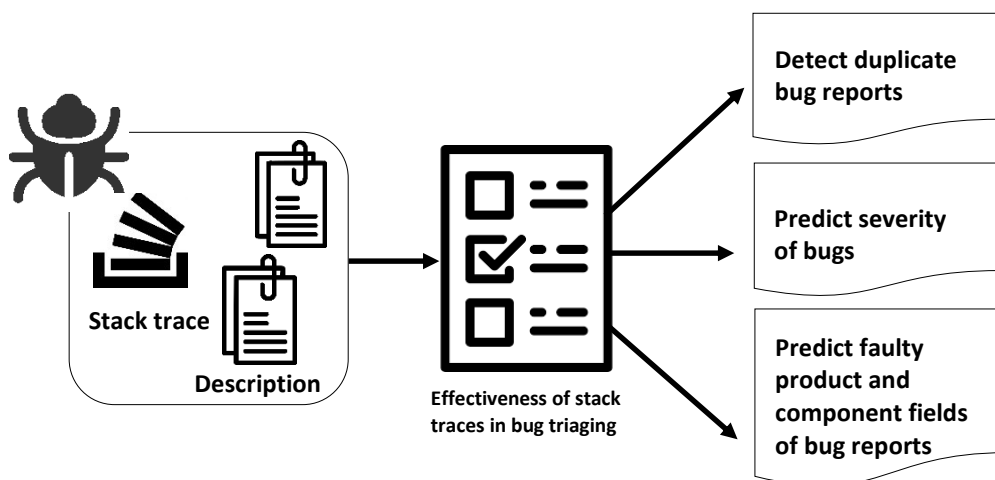 Stack trace
Description
Effectiveness of stack
traces in bug triaging
Detect duplicate
bug reports
Predict severity
of bugs
Predict faulty
product and
component fields
of bug reports